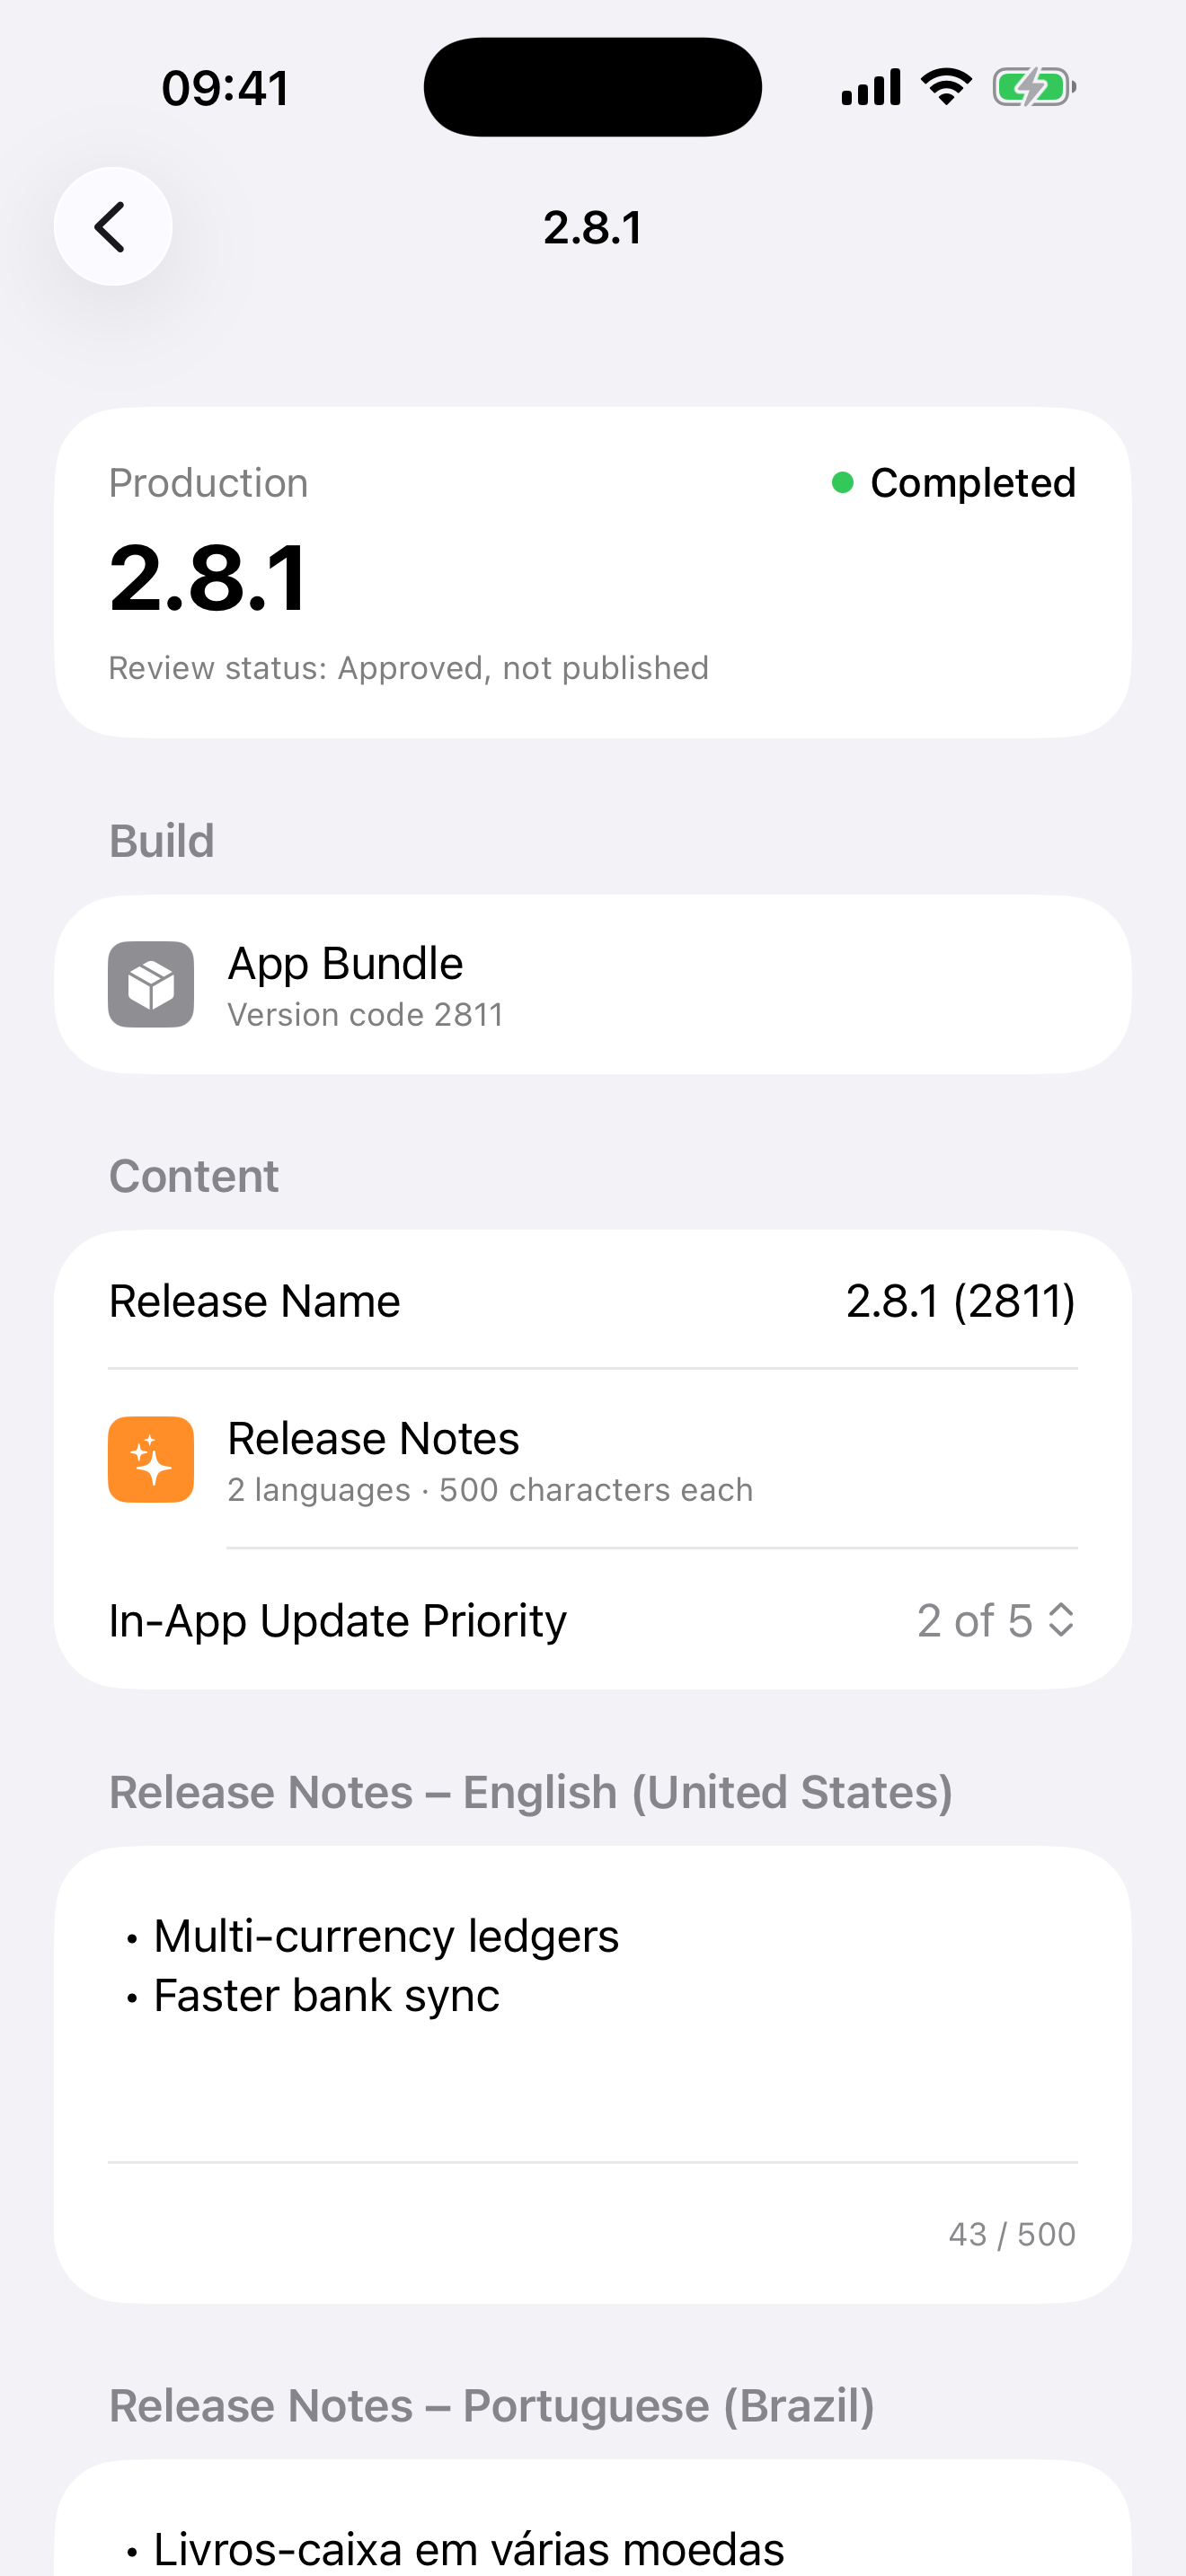 09:41
2.8.1
Production
Completed
2.8.1
Review status: Approved, not published
Build
App Bundle
Version code 2811
Content
Release Name
2.8.1 (2811)
Release Notes
2 languages · 500 characters each
In-App Update Priority
2 of 5
Release Notes – English (United States)
• Multi-currency ledgers
• Faster bank sync
43 / 500
Release Notes – Portuguese (Brazil)
• Livros-caixa em várias moedas